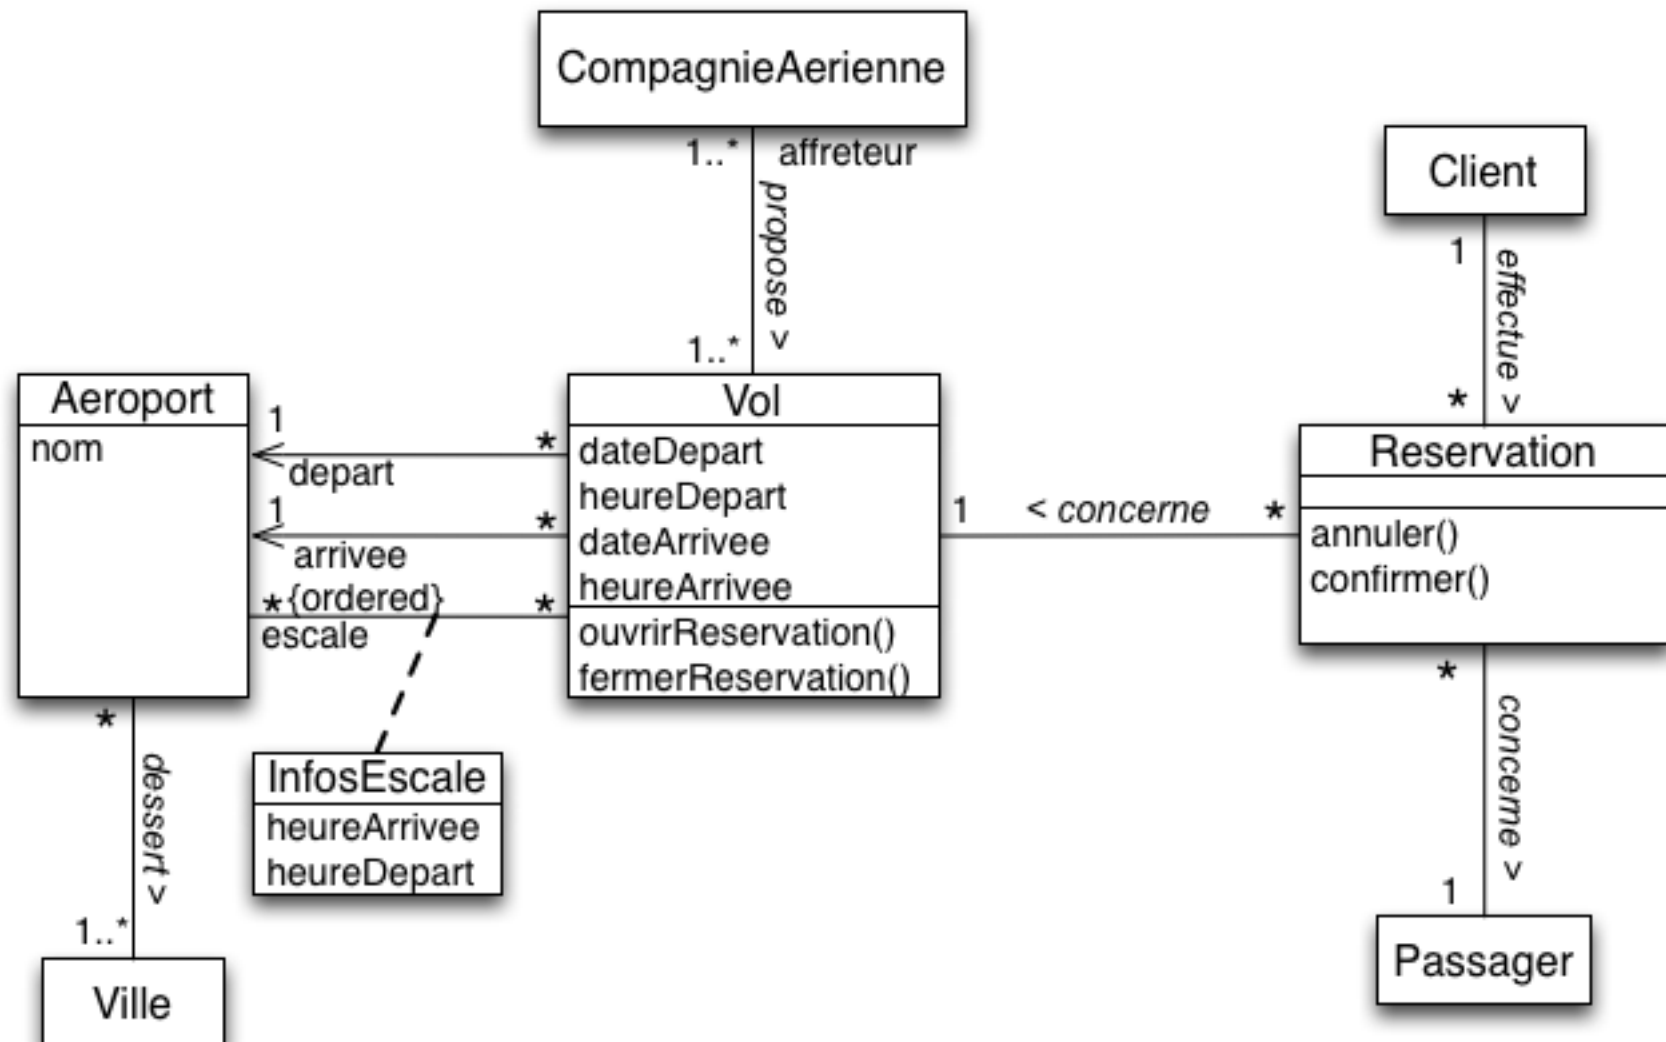 CompagnieAerienne
1..* affreteur
propose >
1..*
Client
1
effectue >
*
Aeroport
nom
1
depart
*
1
arrivee
*
* {ordered}
escale
*
Vol
dateDepart
heureDepart
dateArrivee
heureArrivee
ouvrirReservation()
fermerReservation()
1 < concerne *
Reservation
annuler()
confirmer()
*
concerne >
1
Passager
InfosEscale
heureArrivee
heureDepart
*
dessert >
1..*
Ville